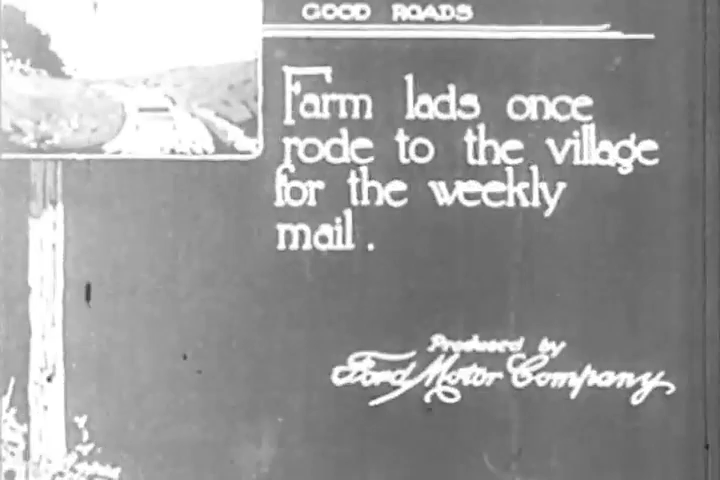 GOOD ROADS
Farm lads once
rode to the village
for the weekly
mail.
Produced by
Ford Motor Company